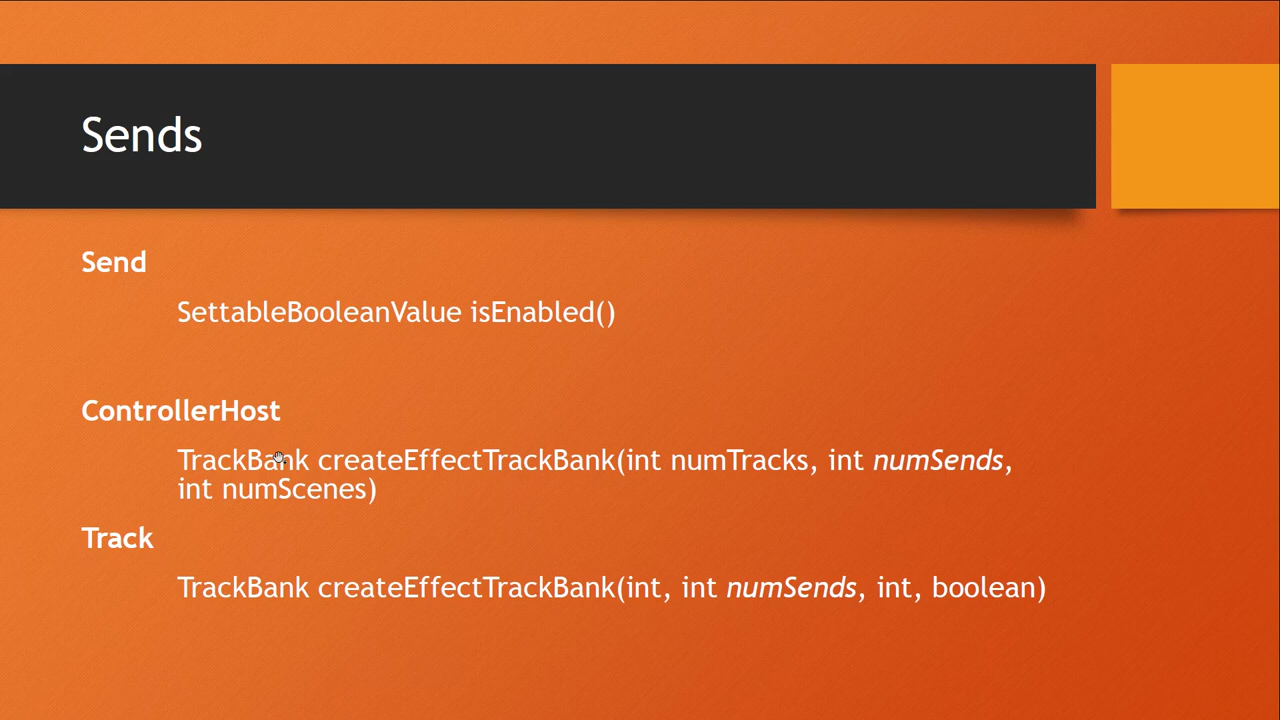 Sends
Send
SettableBooleanValue isEnabled()
ControllerHost
TrackBank createEffectTrackBank(int numTracks, int numSends,
int numScenes)
Track
TrackBank createEffectTrackBank(int, int numSends, int, boolean)